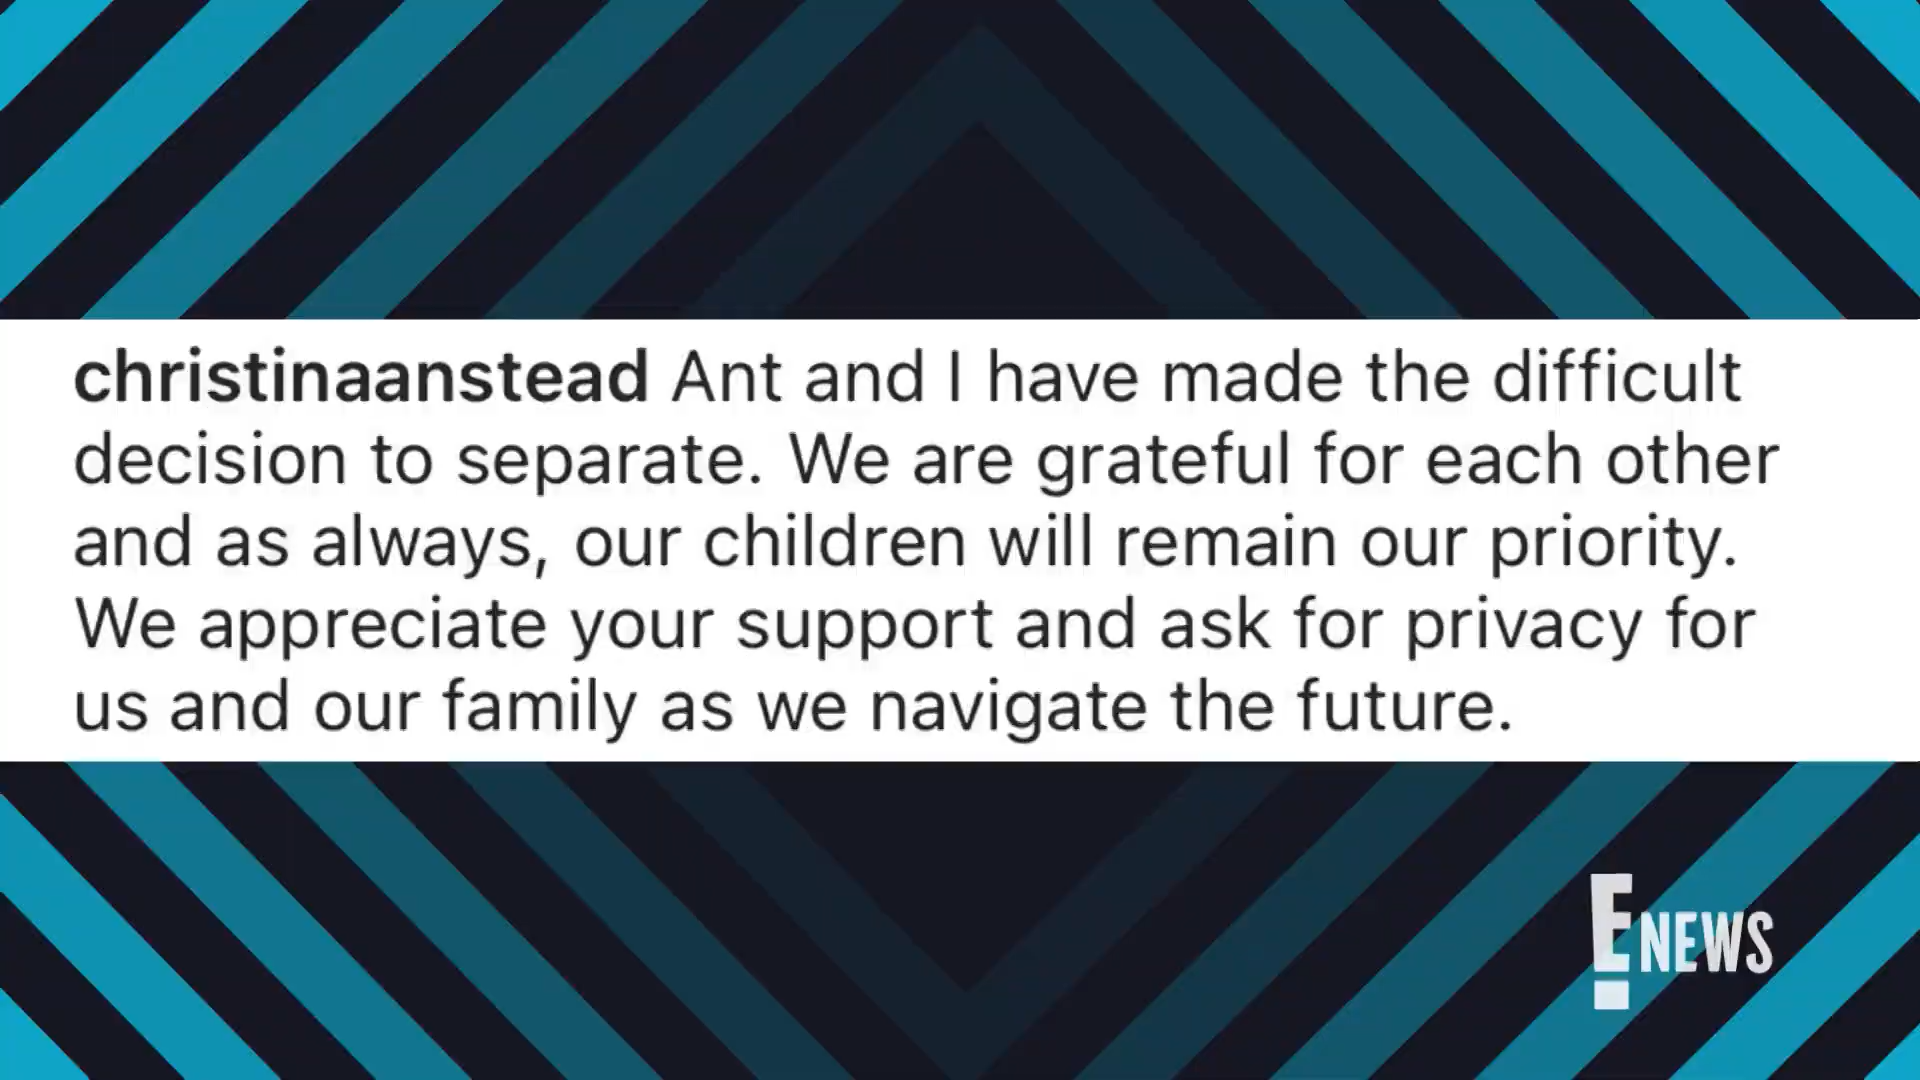 christinaanstead Ant and I have made the difficult
decision to separate. We are grateful for each other
and as always, our children will remain our priority.
We appreciate your support and ask for privacy for
us and our family as we navigate the future.
E! NEWS